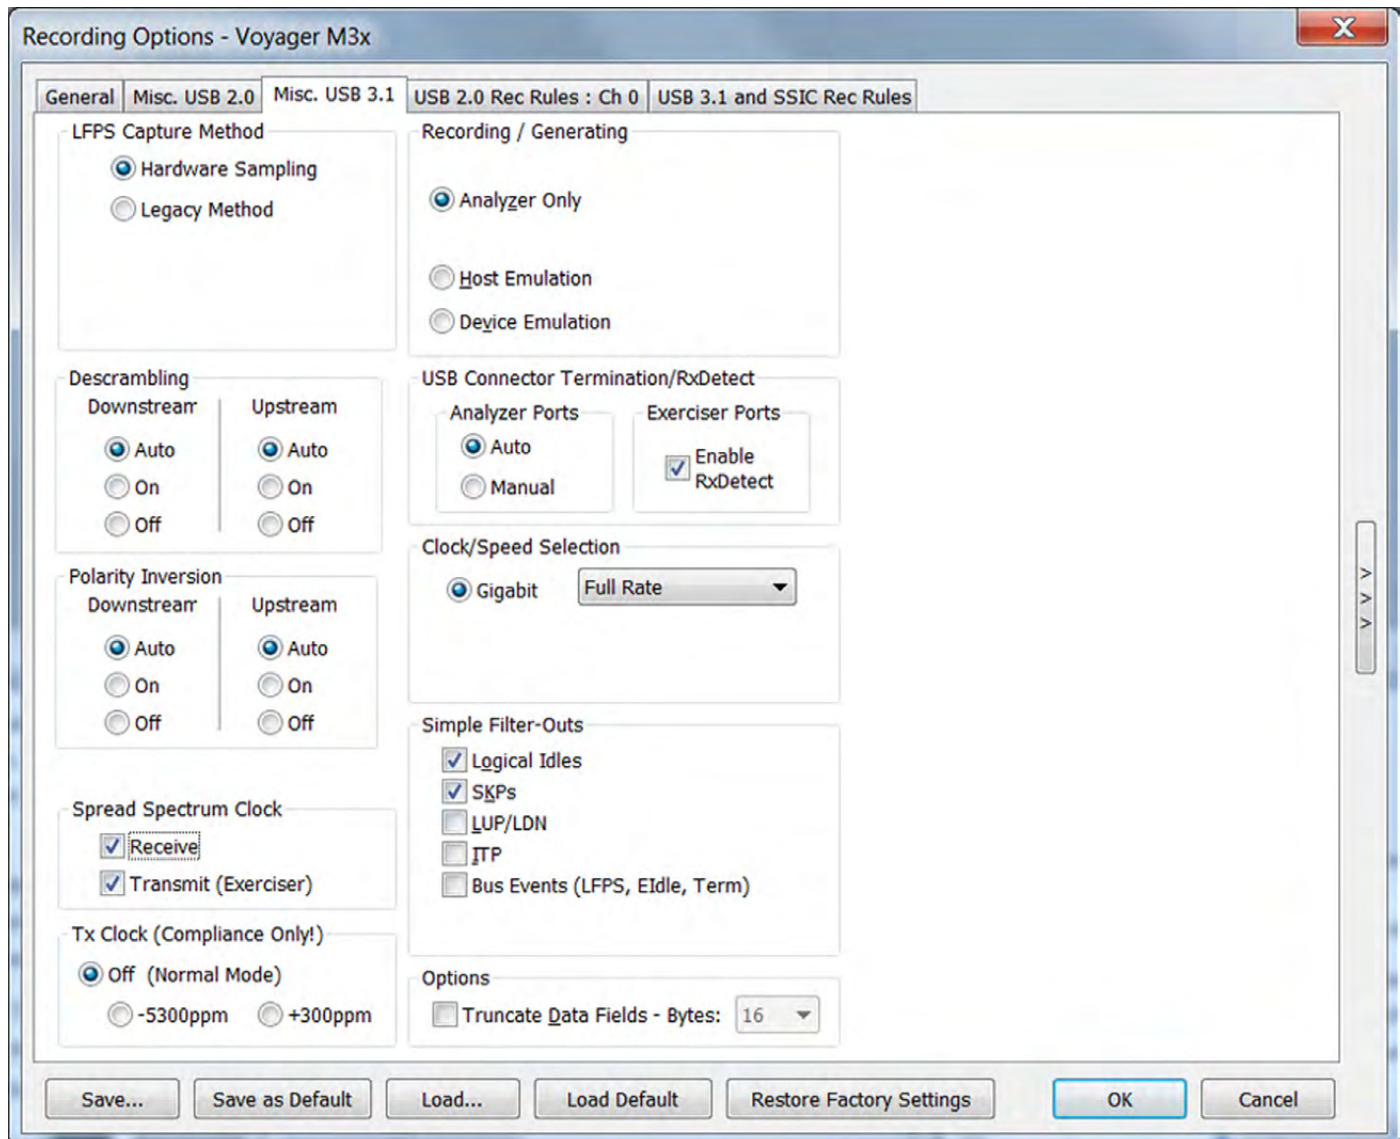 Recording Options - Voyager M3x
X
General Misc. USB 2.0 Misc. USB 3.1 USB 2.0 Rec Rules : Ch 0 USB 3.1 and SSIC Rec Rules
LFPS Capture Method
Hardware Sampling
Legacy Method
Descrambling
Downstream Upstream
Auto Auto
On On
Off Off
Polarity Inversion
Downstream Upstream
Auto Auto
On On
Off Off
Spread Spectrum Clock
Receive
Transmit (Exerciser)
Tx Clock (Compliance Only!)
Off (Normal Mode)
-5300ppm +300ppm
Recording / Generating
Analyzer Only
Host Emulation
Device Emulation
USB Connector Termination/RxDetect
Analyzer Ports
Auto
Manual
Exerciser Ports
Enable
RxDetect
Clock/Speed Selection
Gigabit Full Rate
Simple Filter-Outs
Logical Idles
SKPs
LUP/LDN
ITP
Bus Events (LFPS, EIdle, Term)
Options
Truncate Data Fields - Bytes: 16
>
>
>
Save... Save as Default Load... Load Default Restore Factory Settings OK Cancel